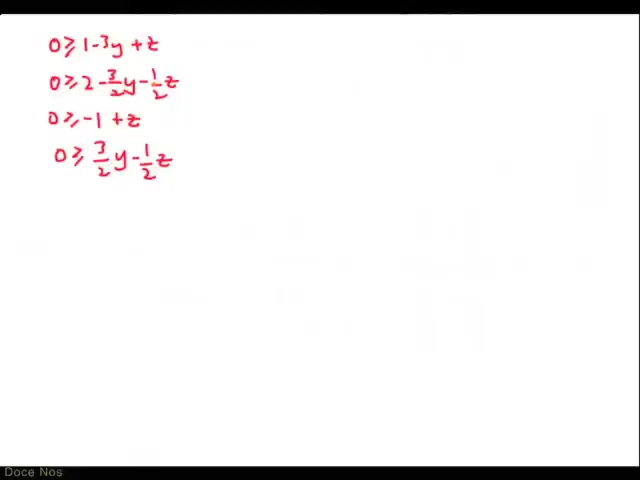 0 ≥ 1 - 3y + z
0 ≥ 2 - 3/2 y - 1/2 z
0 ≥ -1 + z
0 ≥ 3/2 y - 1/2 z
Doce Nos